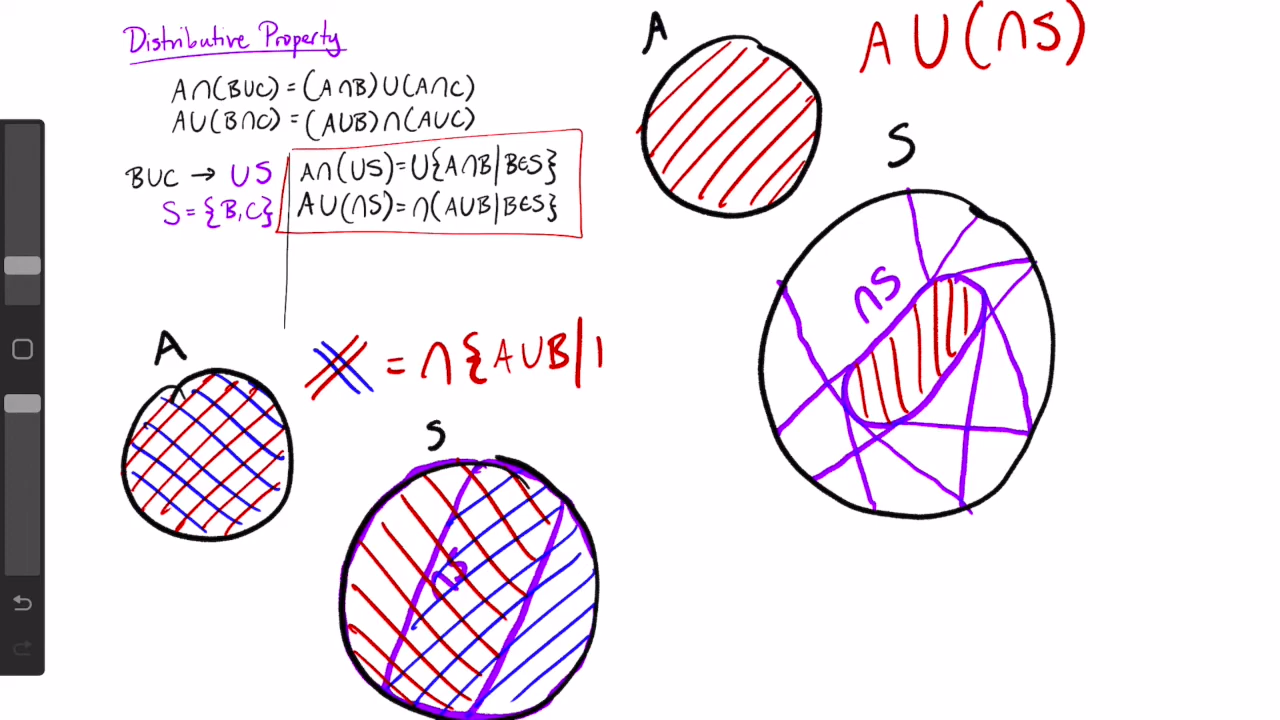 Distributive Property
A∩(B∪C) = (A∩B)∪(A∩C)
A∪(B∩C) = (A∪B)∩(A∪C)
B∪C → ∪S
S = {B,C}
A∩(∪S) = ∪{A∩B|B∈S}
A∪(∩S) = ∩(A∪B|B∈S}
A
A∪(∩S)
S
∩S
A
= ∩{A∪B|
S
∩S